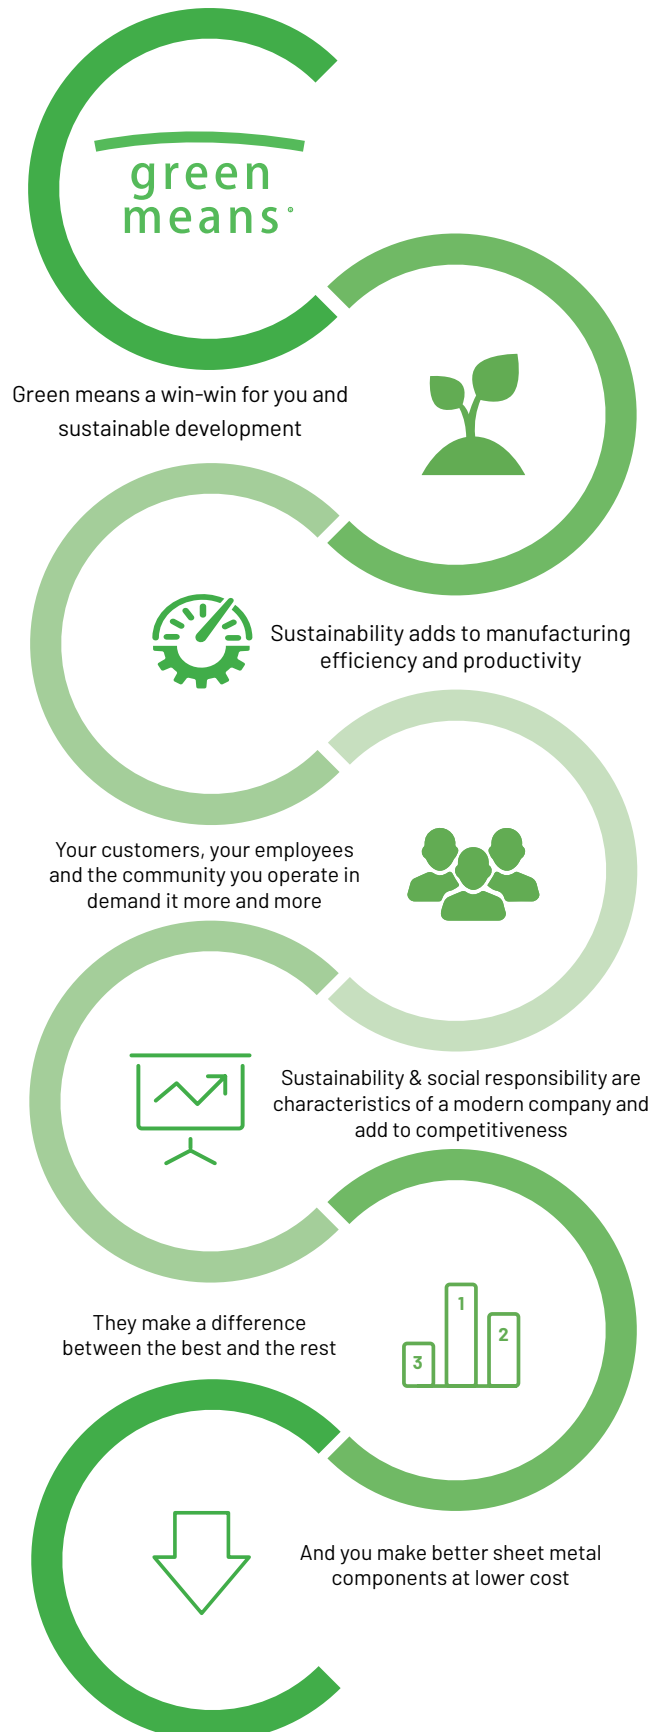 green
means®
Green means a win-win for you and
sustainable development
Sustainability adds to manufacturing
efficiency and productivity
Your customers, your employees
and the community you operate in
demand it more and more
Sustainability & social responsibility are
characteristics of a modern company and
add to competitiveness
They make a difference
between the best and the rest
1
2
3
And you make better sheet metal
components at lower cost